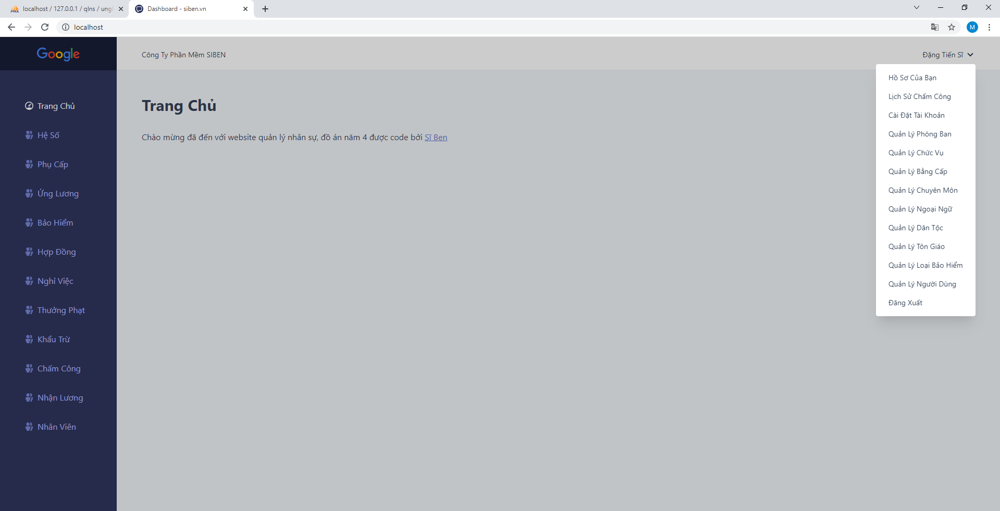 localhost / 127.0.0.1 / qlns / ung
Dashboard - siben.vn
localhost
M
Google
Công Ty Phần Mềm SIBEN
Đặng Tiến Sĩ
Trang Chủ
Hệ Số
Phụ Cấp
Ứng Lương
Bảo Hiểm
Hợp Đồng
Nghỉ Việc
Thưởng Phạt
Khấu Trừ
Chấm Công
Nhận Lương
Nhân Viên
Trang Chủ
Chào mừng đã đến với website quản lý nhân sự, đồ án năm 4 được code bởi Sĩ Ben
Hồ Sơ Của Bạn
Lịch Sử Chấm Công
Cài Đặt Tài Khoản
Quản Lý Phòng Ban
Quản Lý Chức Vụ
Quản Lý Bằng Cấp
Quản Lý Chuyên Môn
Quản Lý Ngoại Ngữ
Quản Lý Dân Tộc
Quản Lý Tôn Giáo
Quản Lý Loại Bảo Hiểm
Quản Lý Người Dùng
Đăng Xuất